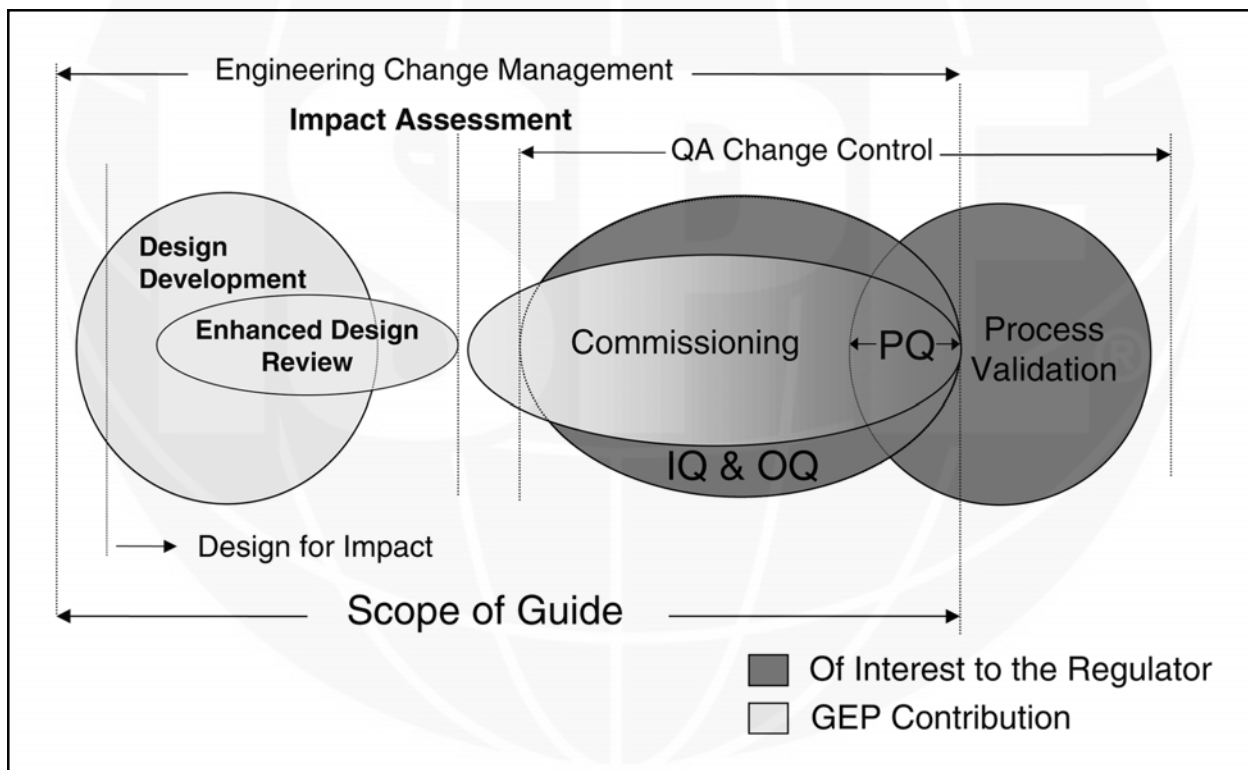 Engineering Change Management
Impact Assessment
QA Change Control
Design
Development
Enhanced Design
Review
Commissioning
PQ
Process
Validation
IQ & OQ
Design for Impact
Scope of Guide
Of Interest to the Regulator
GEP Contribution
ISPE
®